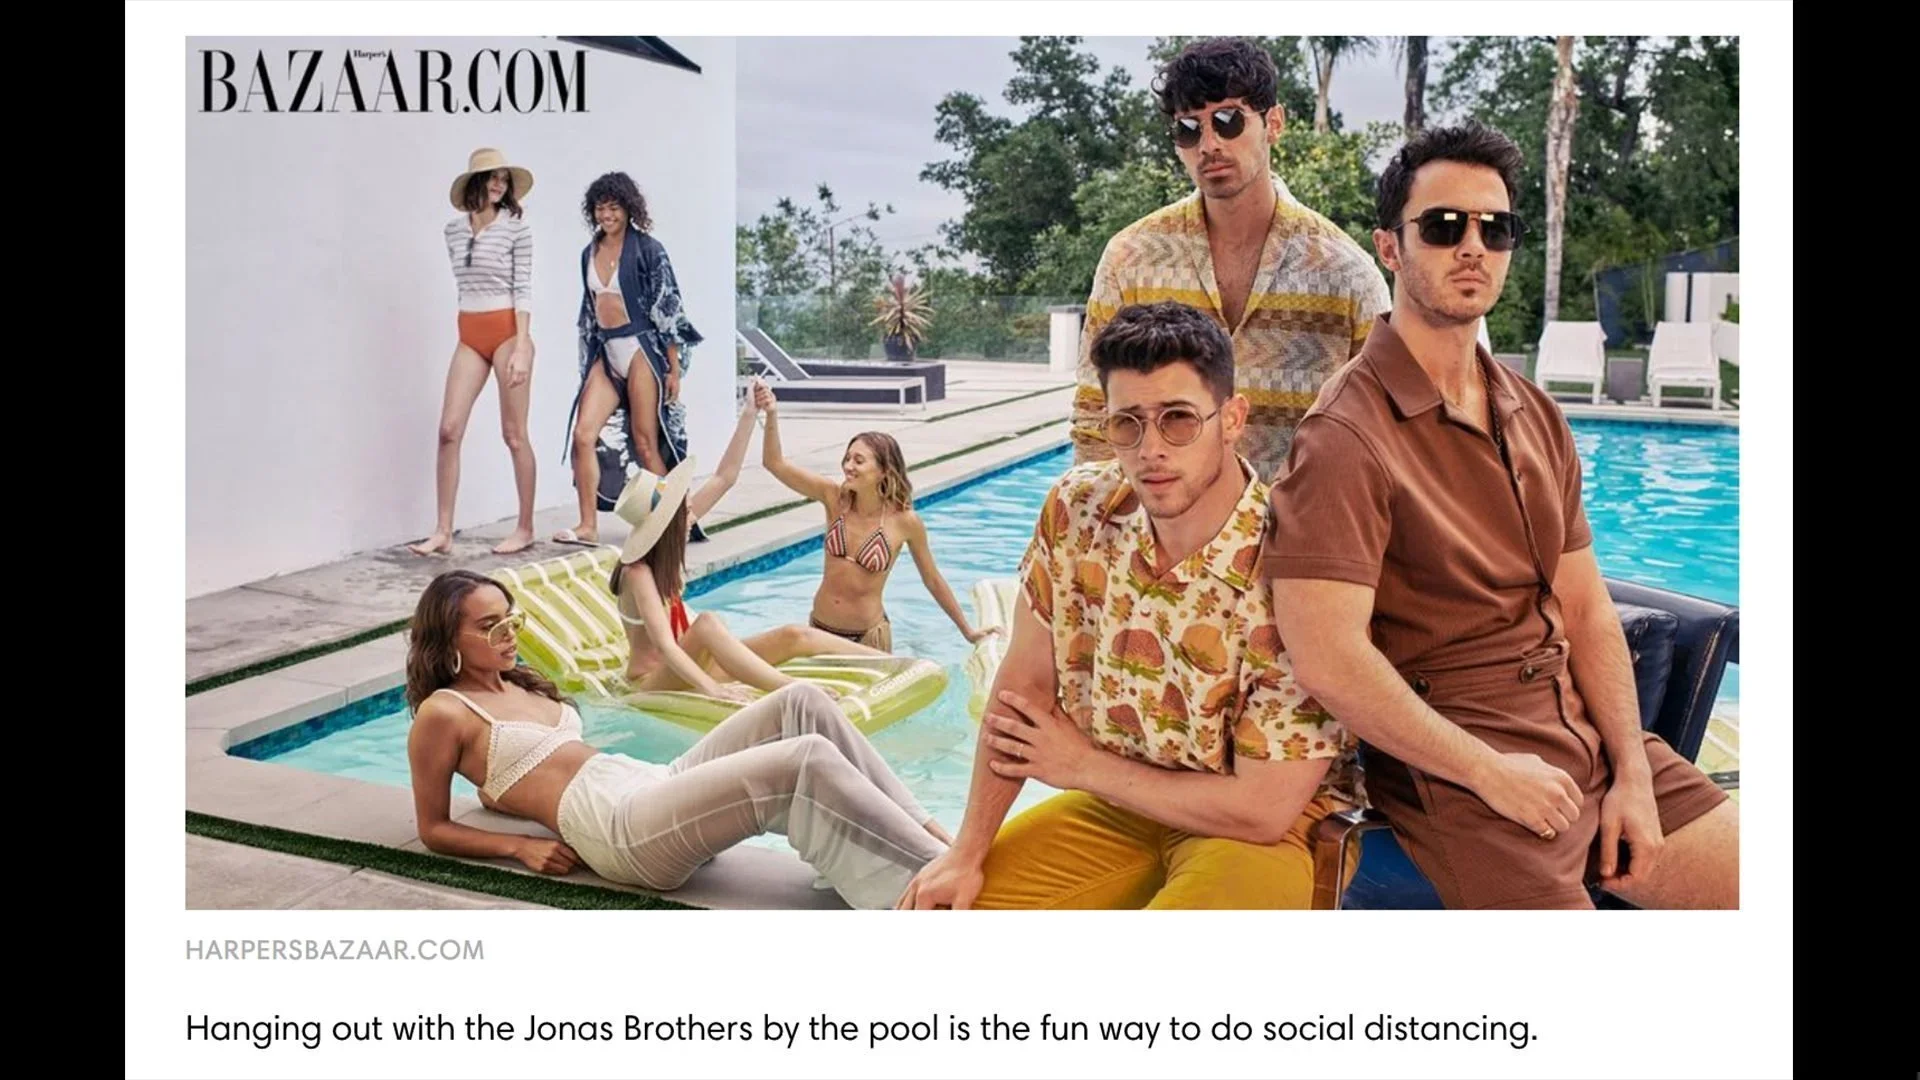 Harper's
BAZAAR.COM
HARPERSBAZAAR.COM
Hanging out with the Jonas Brothers by the pool is the fun way to do social distancing.